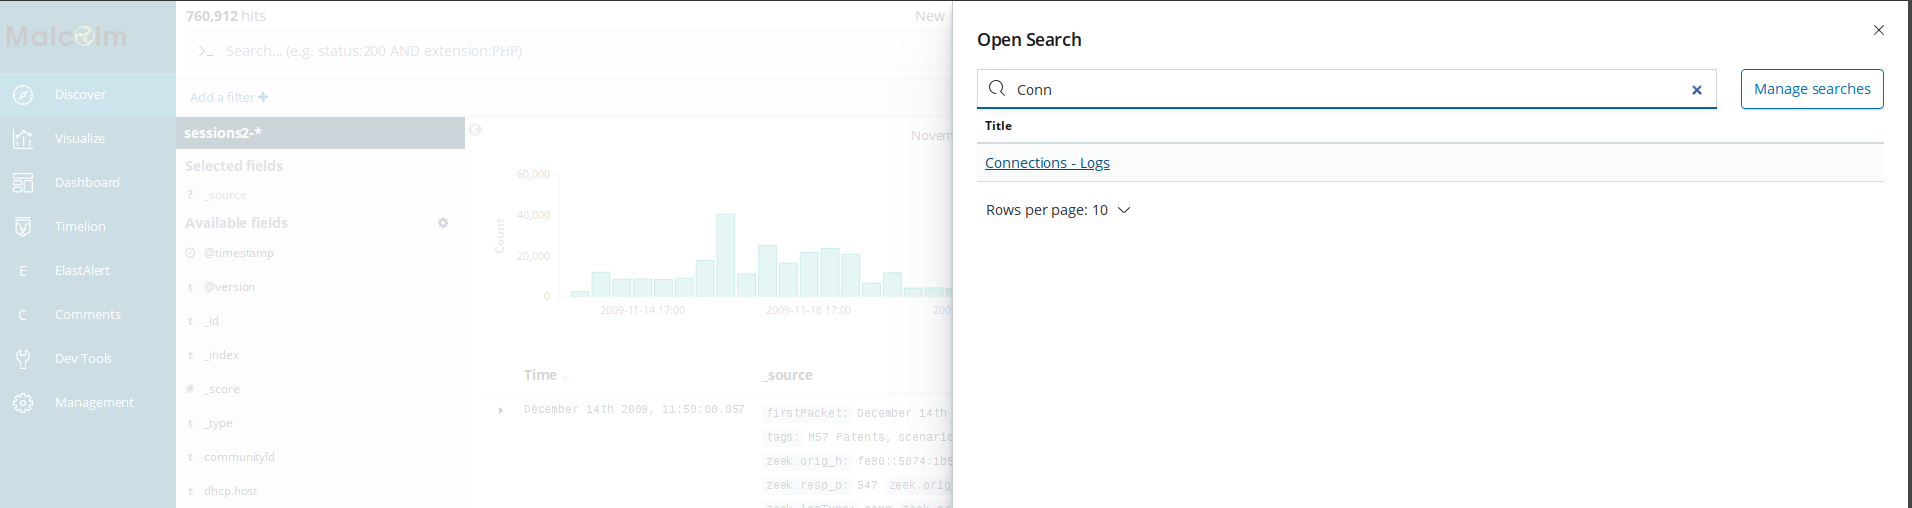 Malcolm
Discover
Visualize
Dashboard
Timelion
E ElastAlert
C Comments
Dev Tools
Management
760,912 hits
New
>_ Search... (e.g. status:200 AND extension:PHP)
Add a filter +
sessions2-*
Selected fields
? _source
Available fields
@timestamp
t @version
t _id
t _index
# _score
t _type
t communityId
t dhcp.host
Novem
60,000
40,000
20,000
0
Count
2009-11-14 17:00
2009-11-18 17:00
200
Time
_source
December 14th 2009, 11:50:00.057
firstPacket: December 14th
tags: M57 Patents, scenario
zeek.orig_h: fe80::5074:1b5
zeek.resp_p: 547 zeek.orig_
Open Search
Conn
Manage searches
Title
Connections - Logs
Rows per page: 10